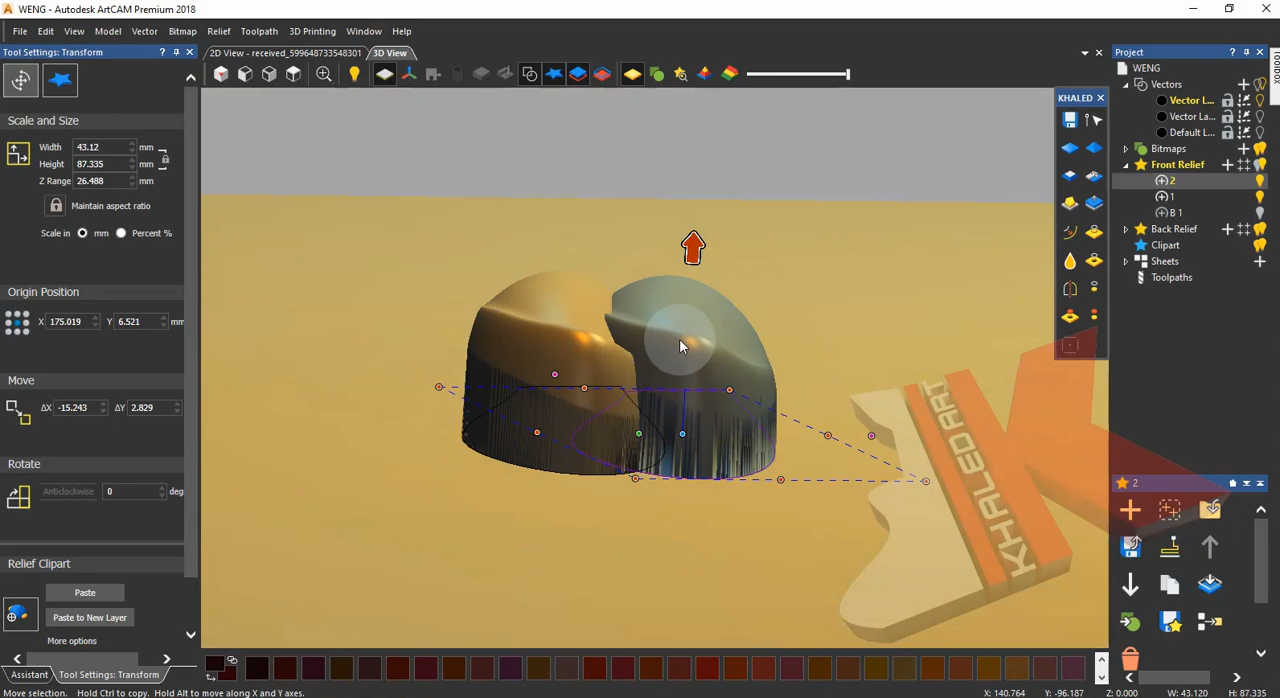 WENG - Autodesk ArtCAM Premium 2018
File Edit View Model Vector Bitmap Relief Toolpath 3D Printing Window Help
Tool Settings: Transform
2D View - received_599648733548301 3D View
Project
Toolbox
WENG
Vectors
Vector L...
Vector La...
Default L...
Bitmaps
Front Relief
2
1
B 1
Back Relief
Clipart
Sheets
Toolpaths
KHALED
Scale and Size
Width 43.12 mm
Height 87.335 mm
Z Range 26.488 mm
Maintain aspect ratio
Scale in mm Percent %
Origin Position
X 175.019 Y 6.521 mm
Move
ΔX -15.243 ΔY 2.829
Rotate
Anticlockwise 0 deg
Relief Clipart
Paste
Paste to New Layer
More options
Assistant Tool Settings: Transform
KHALED ART
2
Move selection. Hold Ctrl to copy. Hold Alt to move along X and Y axes.
X: 140.764 Y: -96.187 Z: 0.000 W: 43.120 H: 87.335